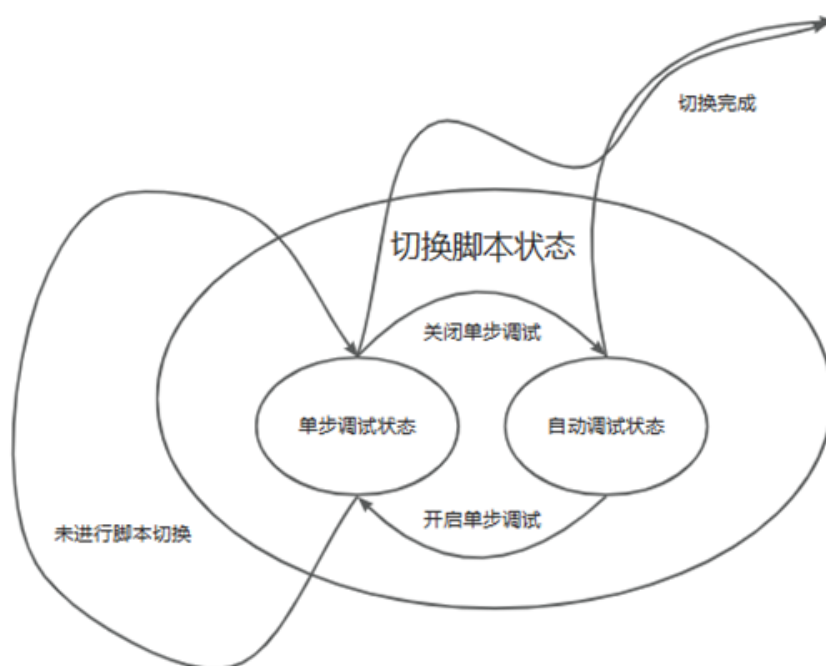 切换完成
切换脚本状态
关闭单步调试
单步调试状态
自动调试状态
开启单步调试
未进行脚本切换